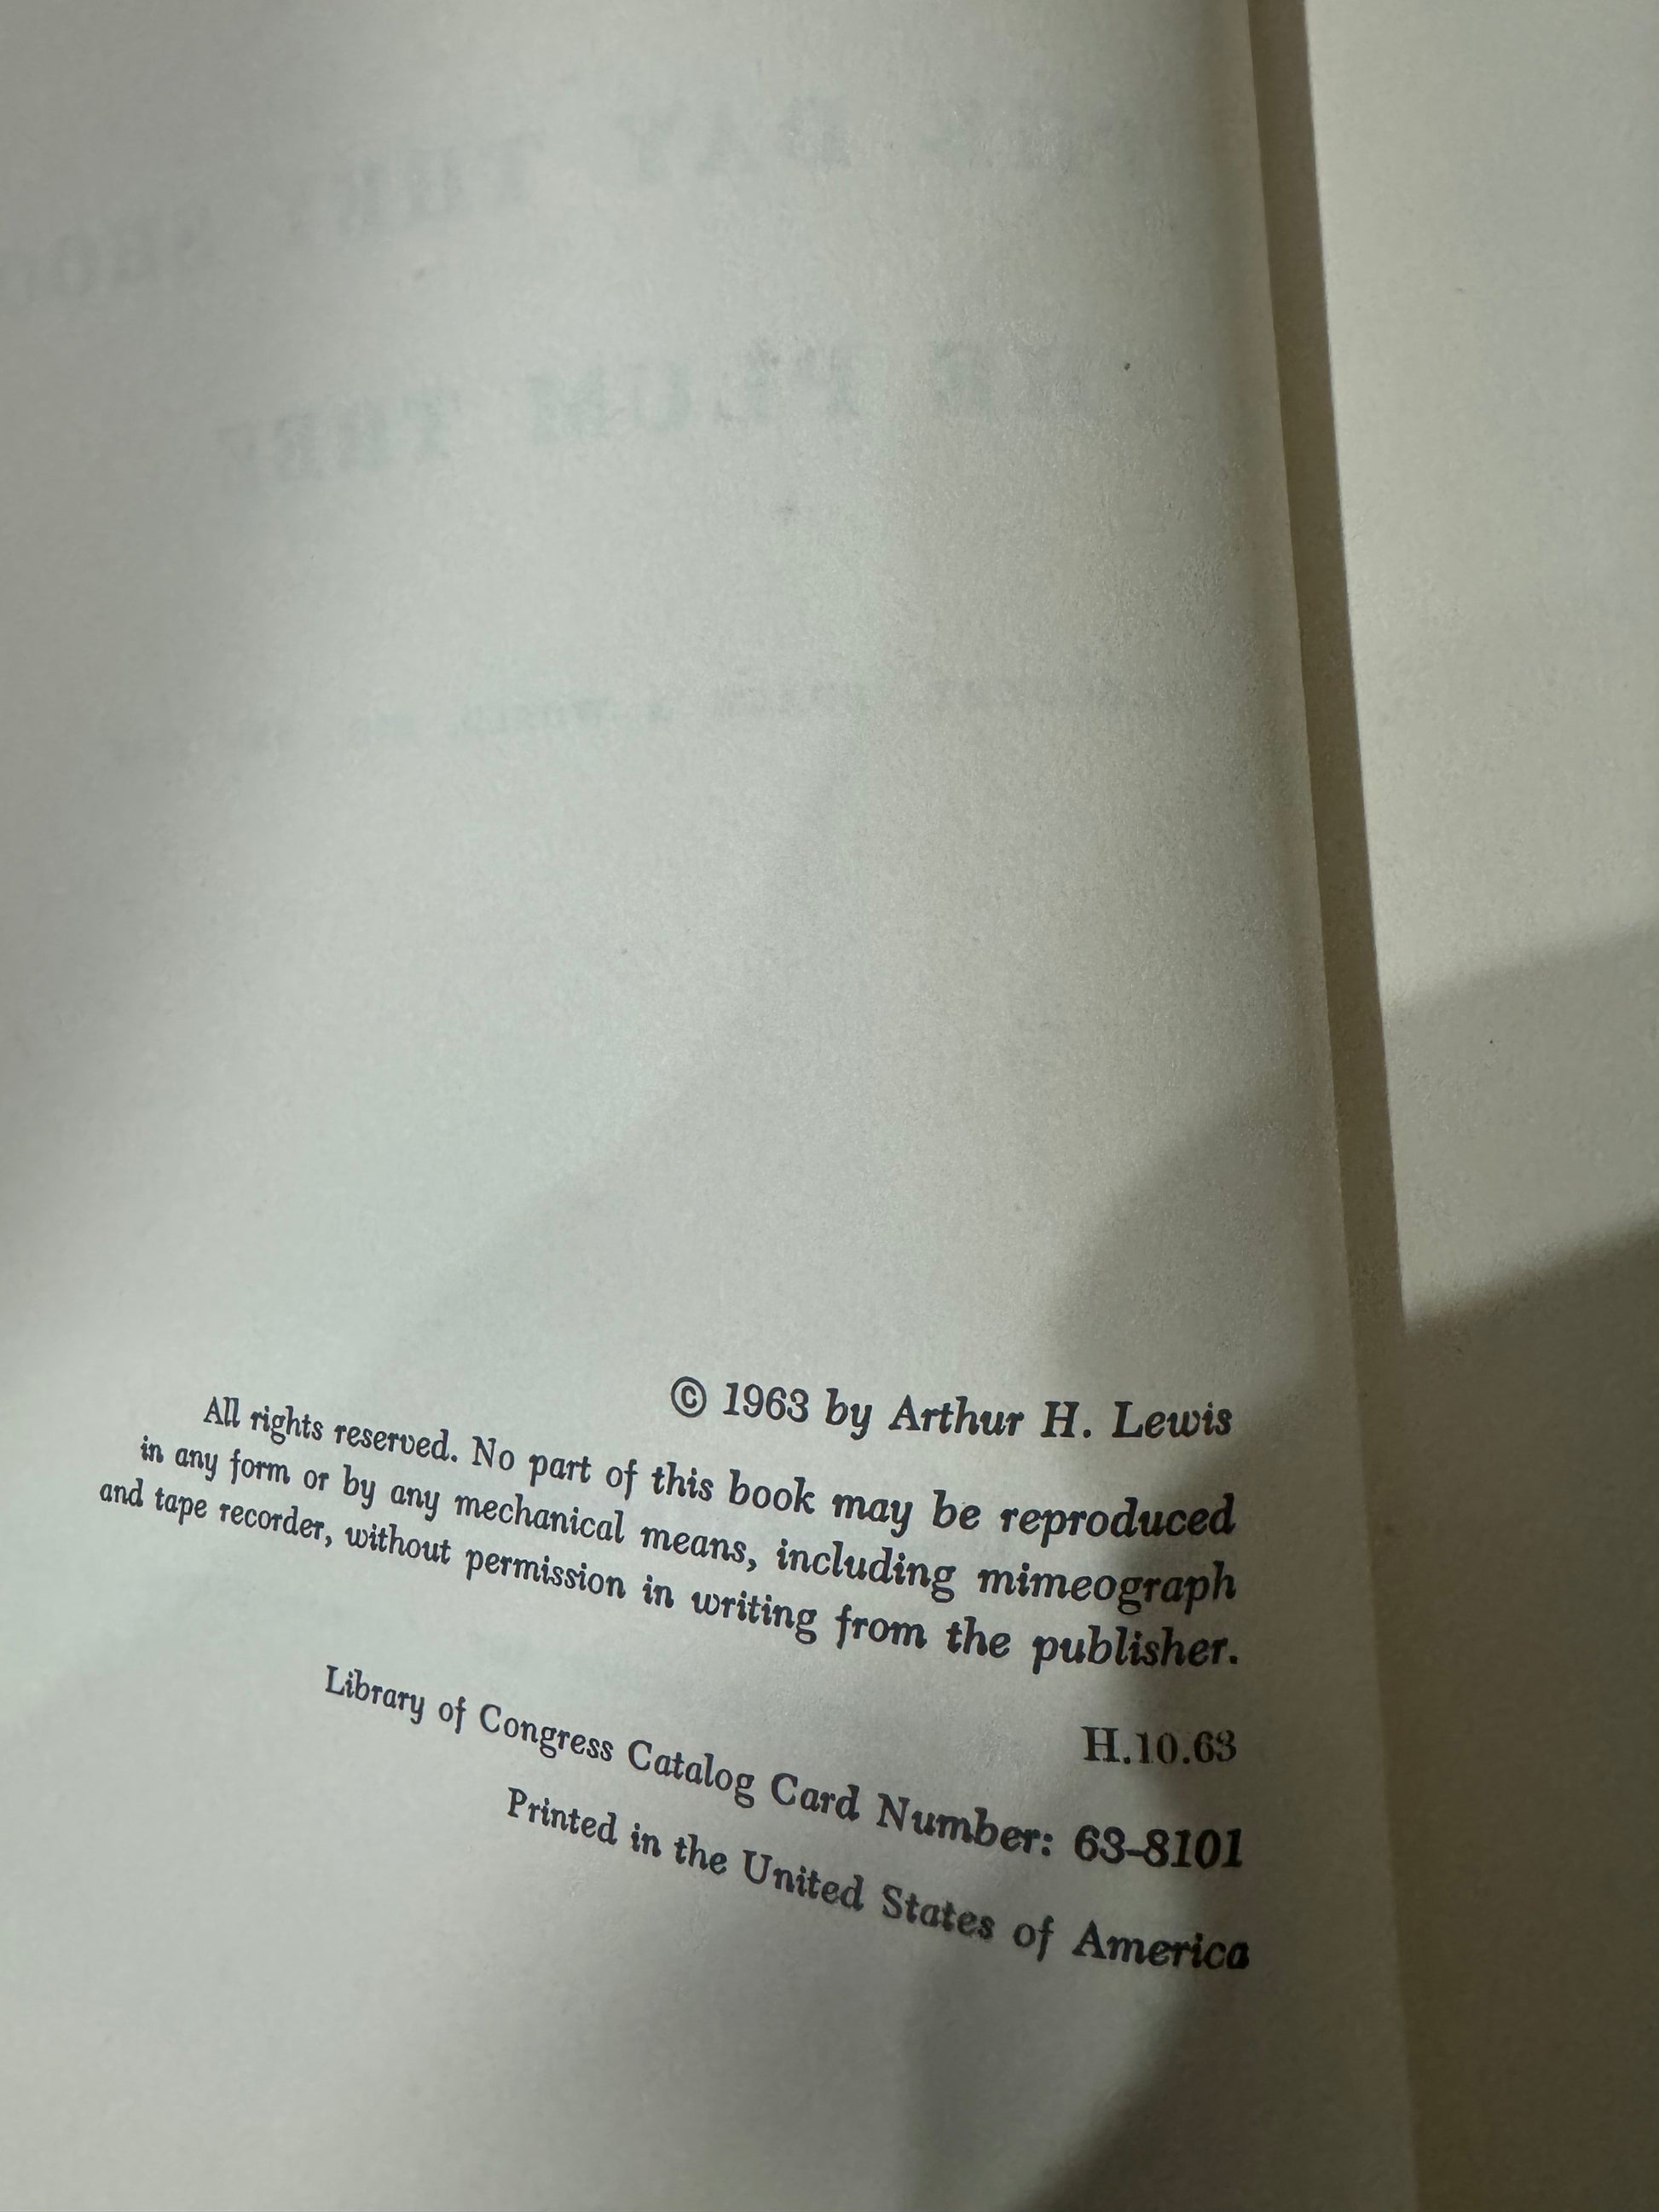 © 1963 by Arthur H. Lewis
All rights reserved. No part of this book may be reproduced
in any form or by any mechanical means, including mimeograph
and tape recorder, without permission in writing from the publisher.
H.10.63
Library of Congress Catalog Card Number: 63-8101
Printed in the United States of America